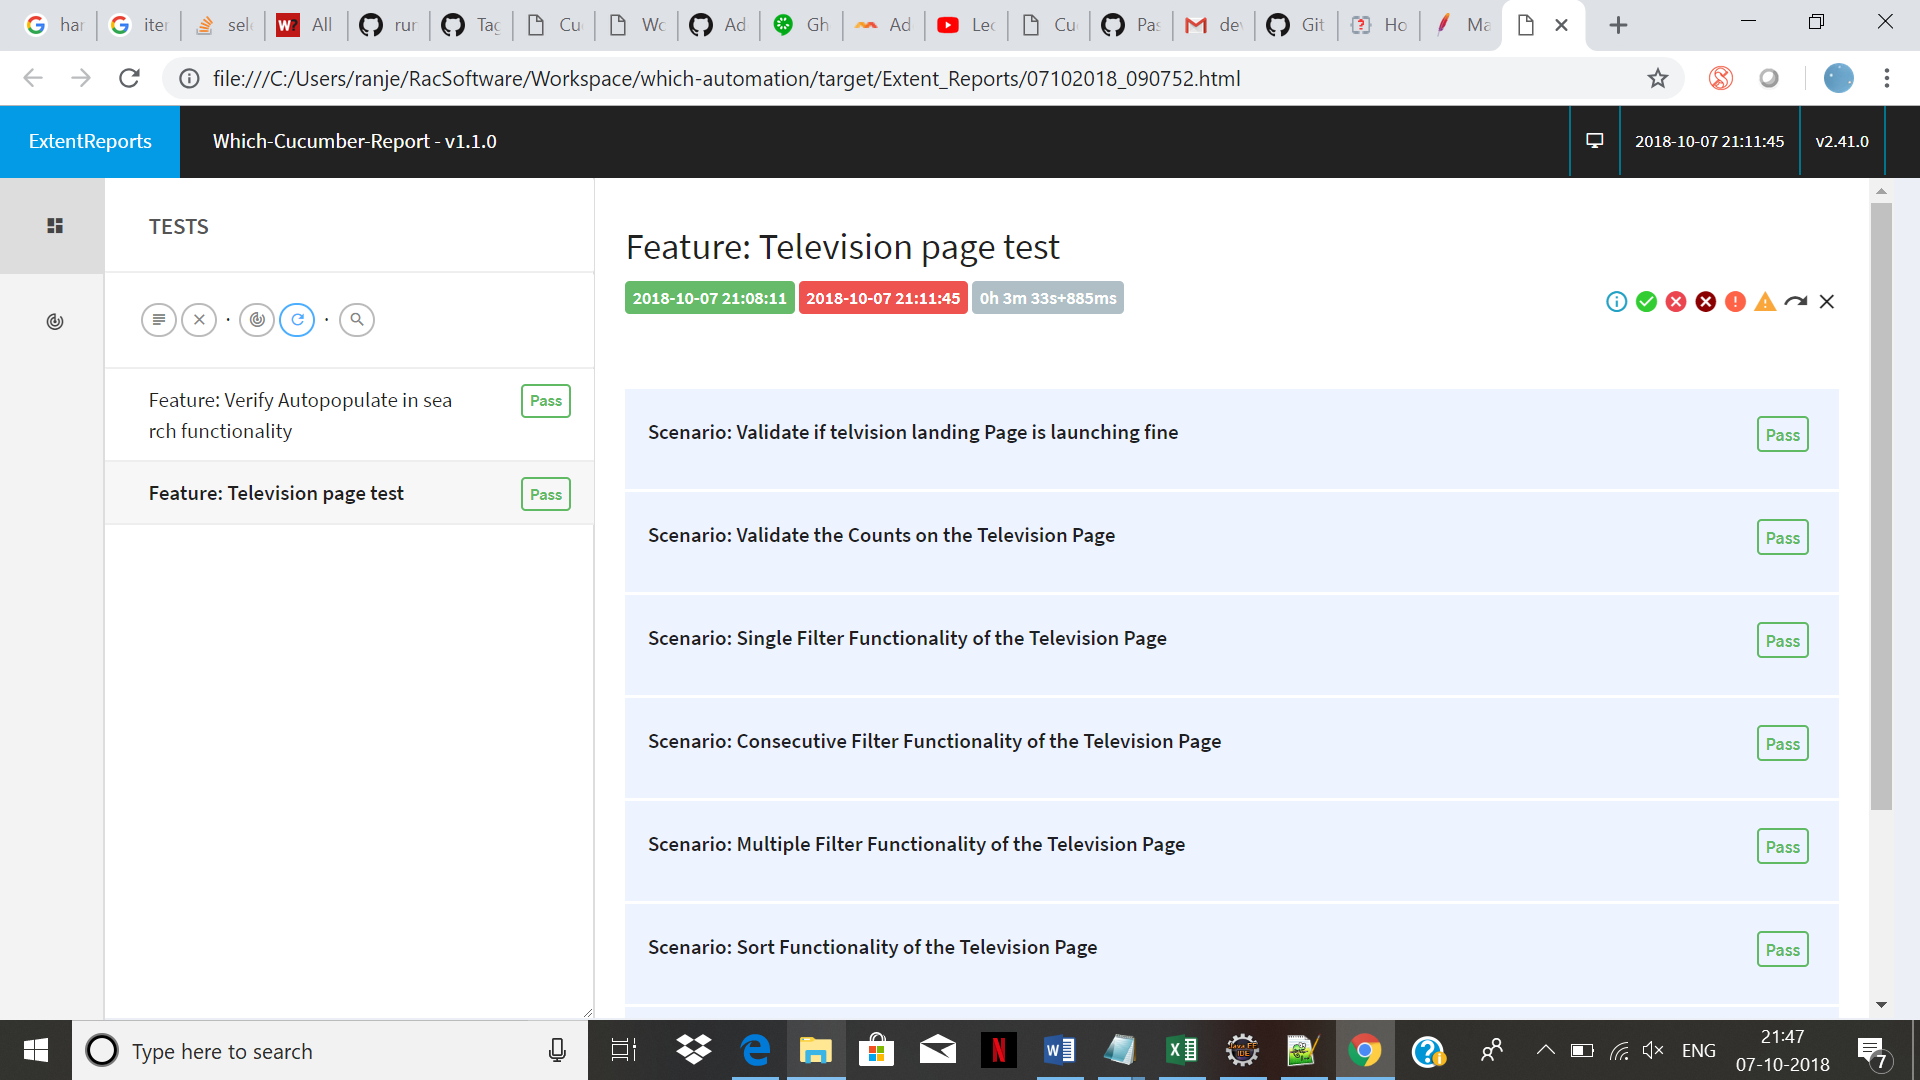 har
iter
sele
W?
All
rur
Tag
Cu
Wo
Ad
Gh
Ad
Lec
Cu
Pas
dev
Git
Ho
Ma
file:///C:/Users/ranje/RacSoftware/Workspace/which-automation/target/Extent_Reports/07102018_090752.html
ExtentReports
Which-Cucumber-Report - v1.1.0
2018-10-07 21:11:45
v2.41.0
TESTS
Feature: Verify Autopopulate in sea
rch functionality
Pass
Feature: Television page test
Pass
Feature: Television page test
2018-10-07 21:08:11
2018-10-07 21:11:45
0h 3m 33s+885ms
Scenario: Validate if telvision landing Page is launching fine
Pass
Scenario: Validate the Counts on the Television Page
Pass
Scenario: Single Filter Functionality of the Television Page
Pass
Scenario: Consecutive Filter Functionality of the Television Page
Pass
Scenario: Multiple Filter Functionality of the Television Page
Pass
Scenario: Sort Functionality of the Television Page
Pass
Type here to search
ENG
21:47
07-10-2018
7